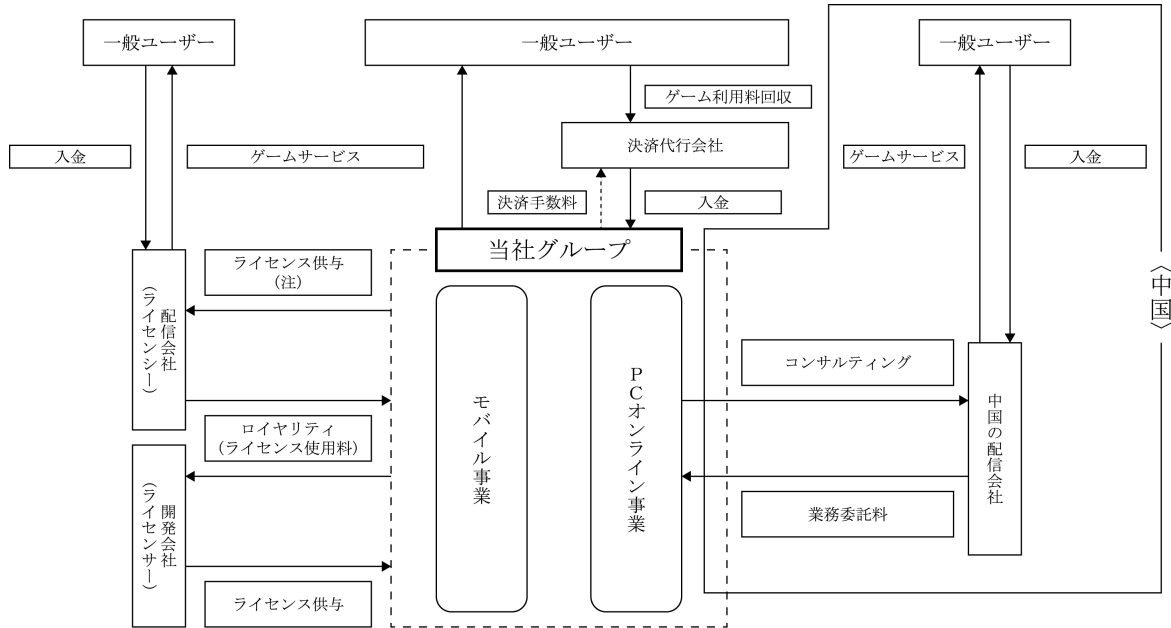 一般ユーザー
一般ユーザー
一般ユーザー
ゲーム利用料回収
決済代行会社
入金
ゲームサービス
ゲームサービス
入金
決済手数料
入金
当社グループ
ライセンス供与
(注)
〈中国〉
配信会社
(ライセンシー)
コンサルティング
モバイル事業
PCオンライン事業
中国の配信会社
ロイヤリティ
(ライセンス使用料)
開発会社
(ライセンサー)
業務委託料
ライセンス供与